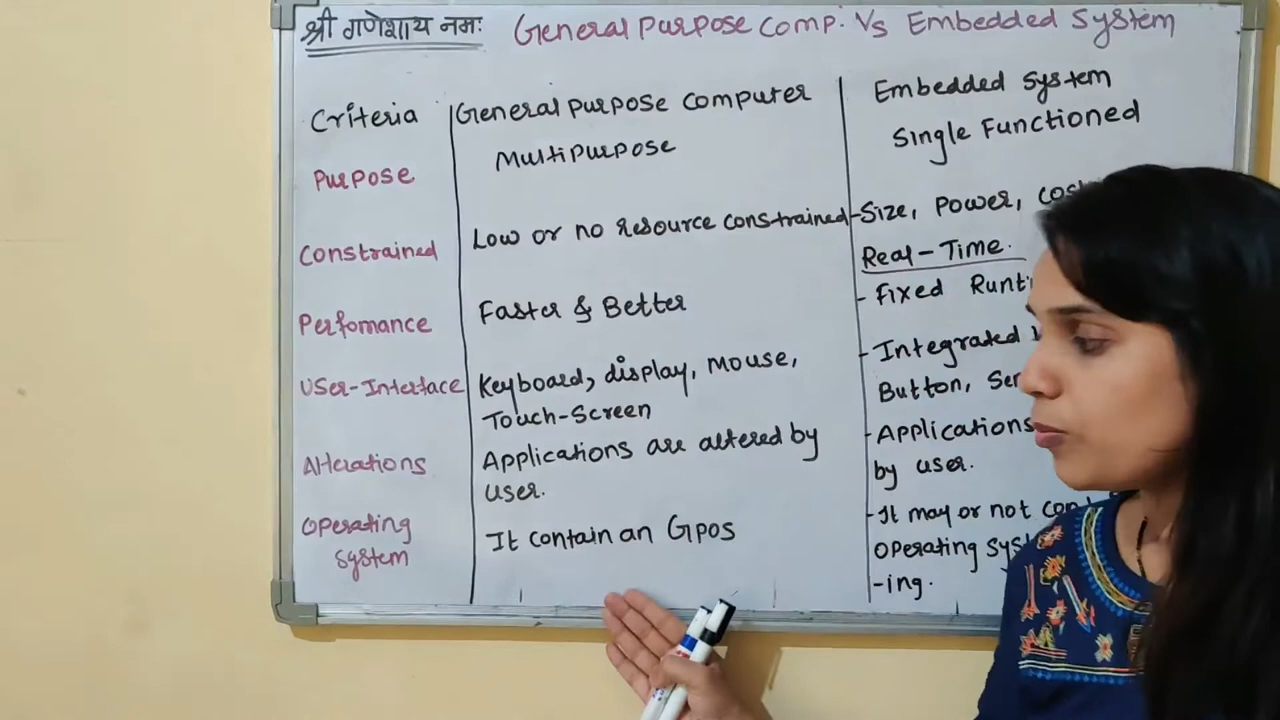 श्री गणेशाय नमः General Purpose Comp. Vs Embedded System
Criteria General Purpose Computer Embedded System
Purpose Multipurpose Single Functioned
Constrained Low or no resource constrained -Size, Power,
Real-Time.
Perfomance Faster & Better - Fixed
User-Interface Keyboard, display, Mouse, - Integrated
Touch-Screen Button,
Alterations Applications are altered by - Applications
user. by user.
Operating It contain an GPOS -It may or not
System Operating
-ing.